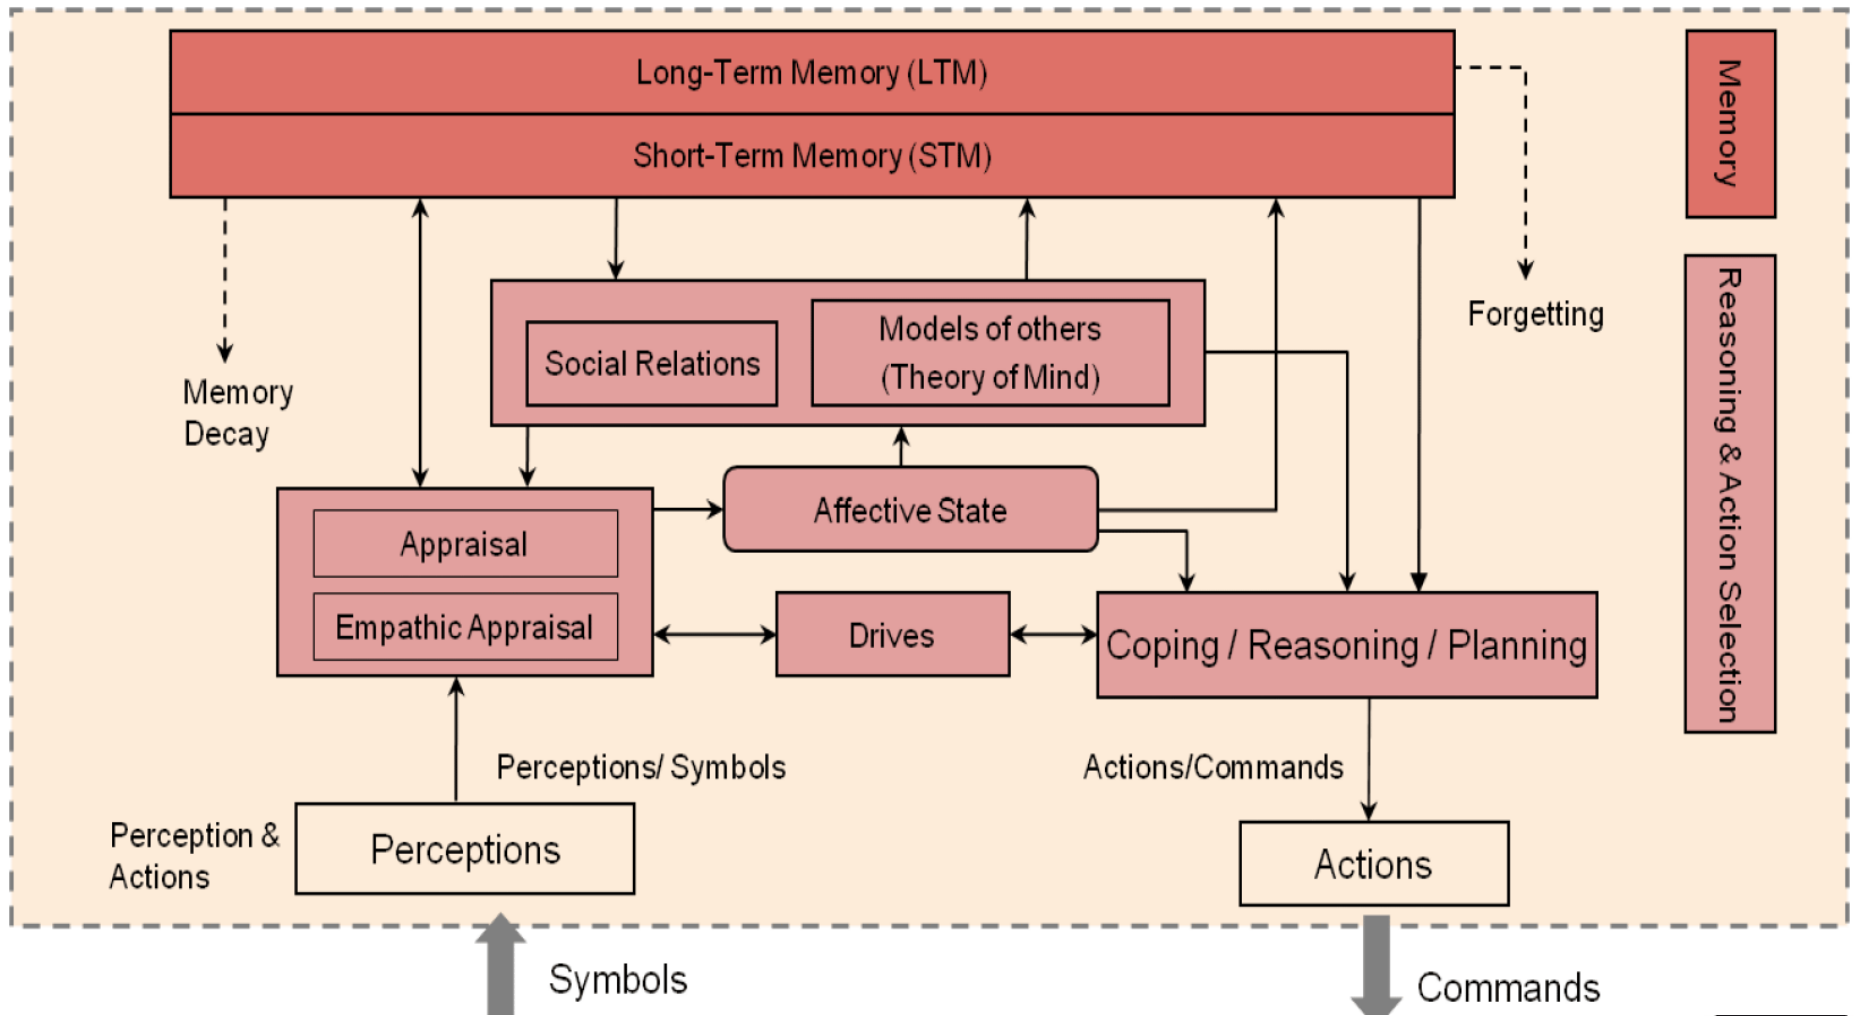 Long-Term Memory (LTM)
Short-Term Memory (STM)
Memory
Reasoning & Action Selection
Forgetting
Models of others
(Theory of Mind)
Social Relations
Memory
Decay
Affective State
Appraisal
Empathic Appraisal
Drives
Coping / Reasoning / Planning
Perceptions/ Symbols
Actions/Commands
Perception &
Actions
Perceptions
Actions
Symbols
Commands